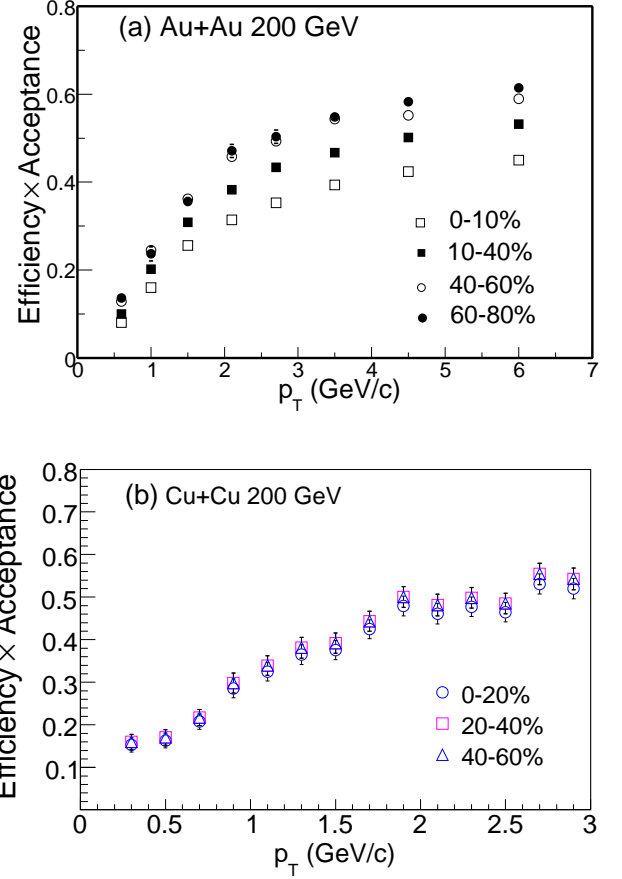 (a) Au+Au 200 GeV
Efficiency× Acceptance
0.8
0.6
0.4
0.2
0
0-10%
10-40%
40-60%
60-80%
0 1 2 3 4 5 6 7
p_T (GeV/c)
(b) Cu+Cu 200 GeV
Efficiency × Acceptance
0.8
0.7
0.6
0.5
0.4
0.3
0.2
0.1
0-20%
20-40%
40-60%
0 0.5 1 1.5 2 2.5 3
p_T (GeV/c)